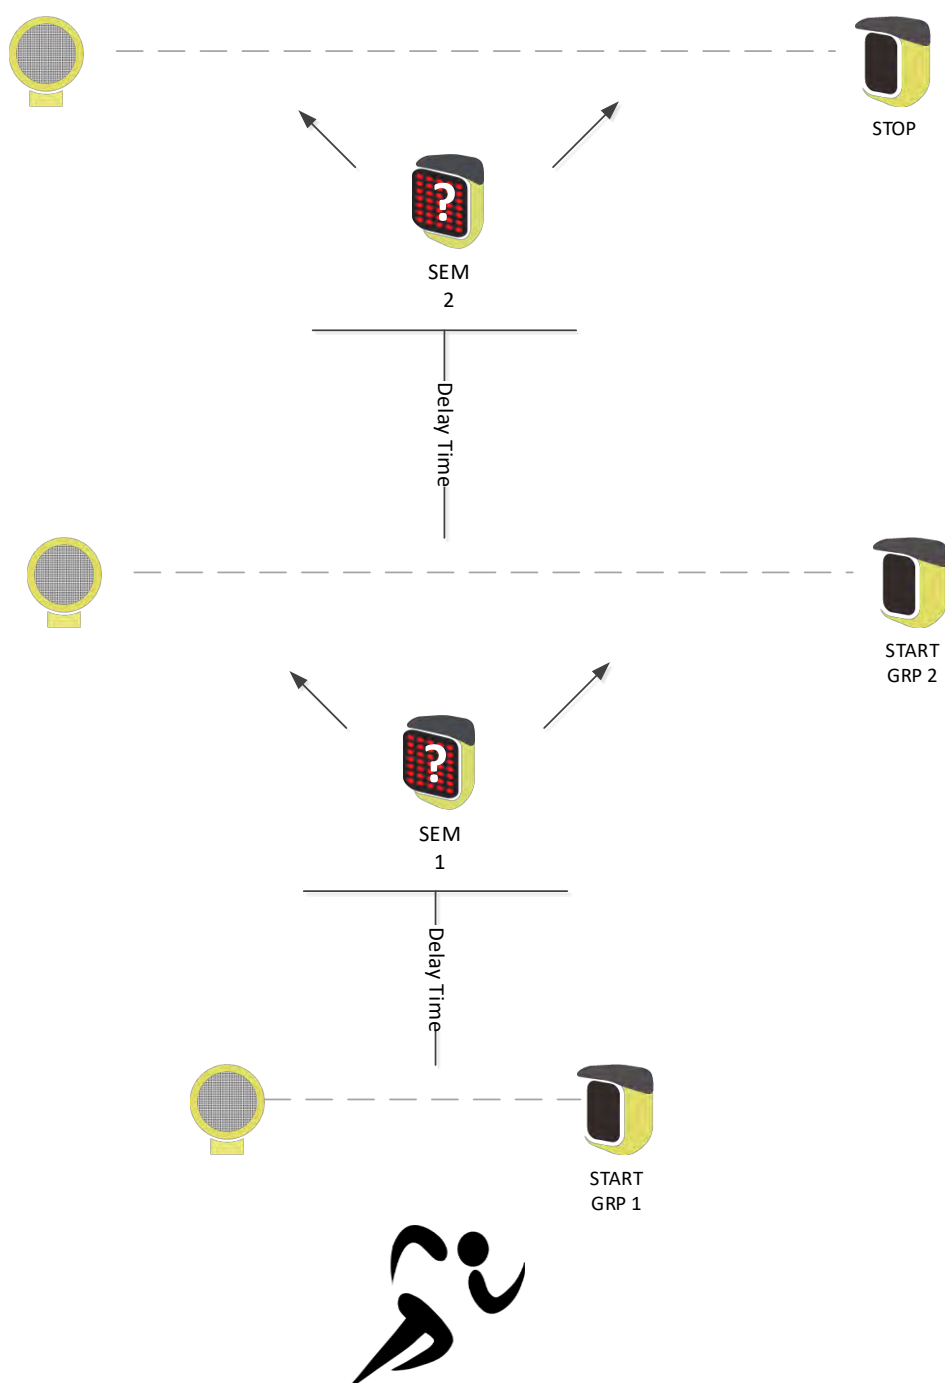 STOP
?
SEM
2
Delay Time
START
GRP 2
?
SEM
1
Delay Time
START
GRP 1